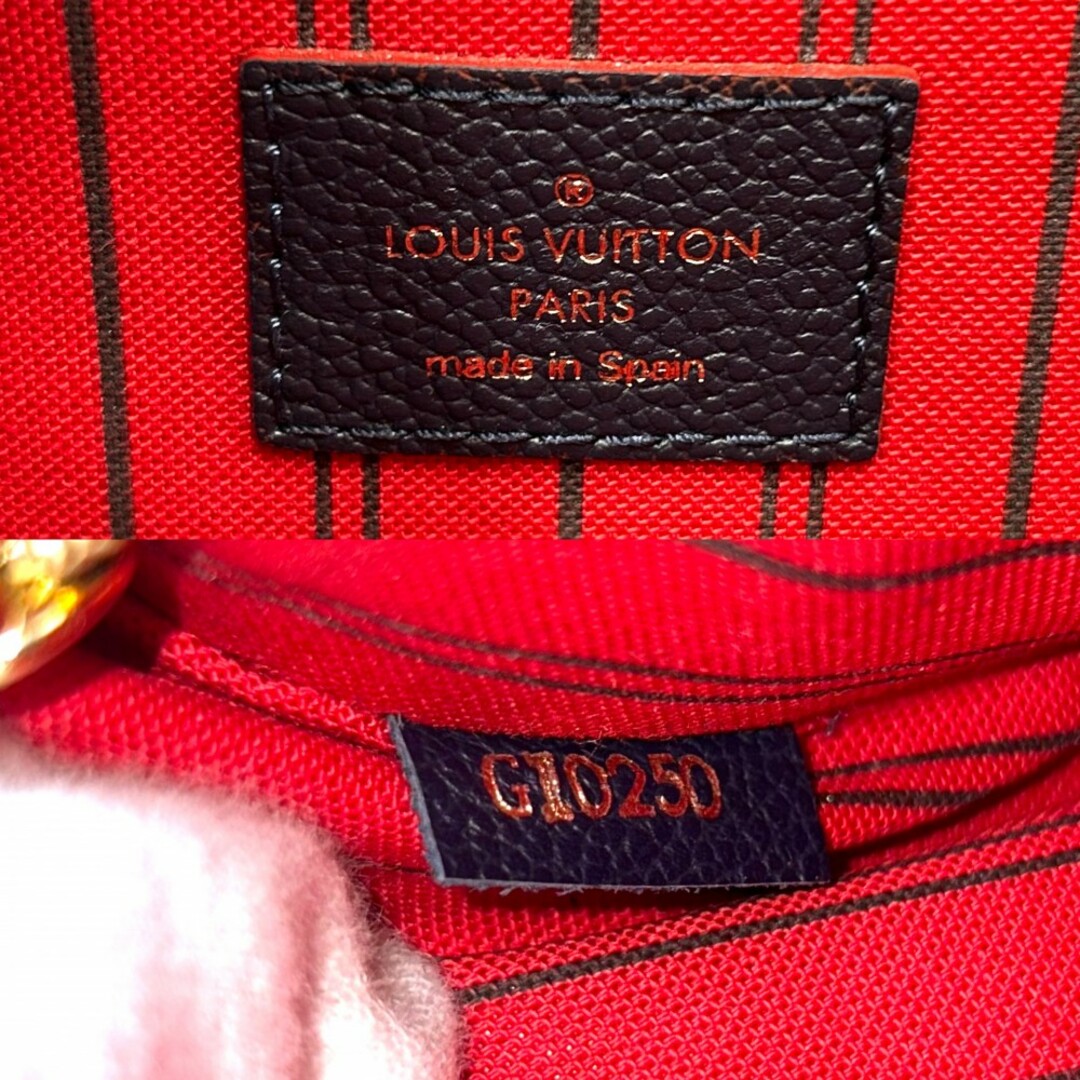 ®
LOUIS VUITTON
PARIS
made in Spain
GI0250